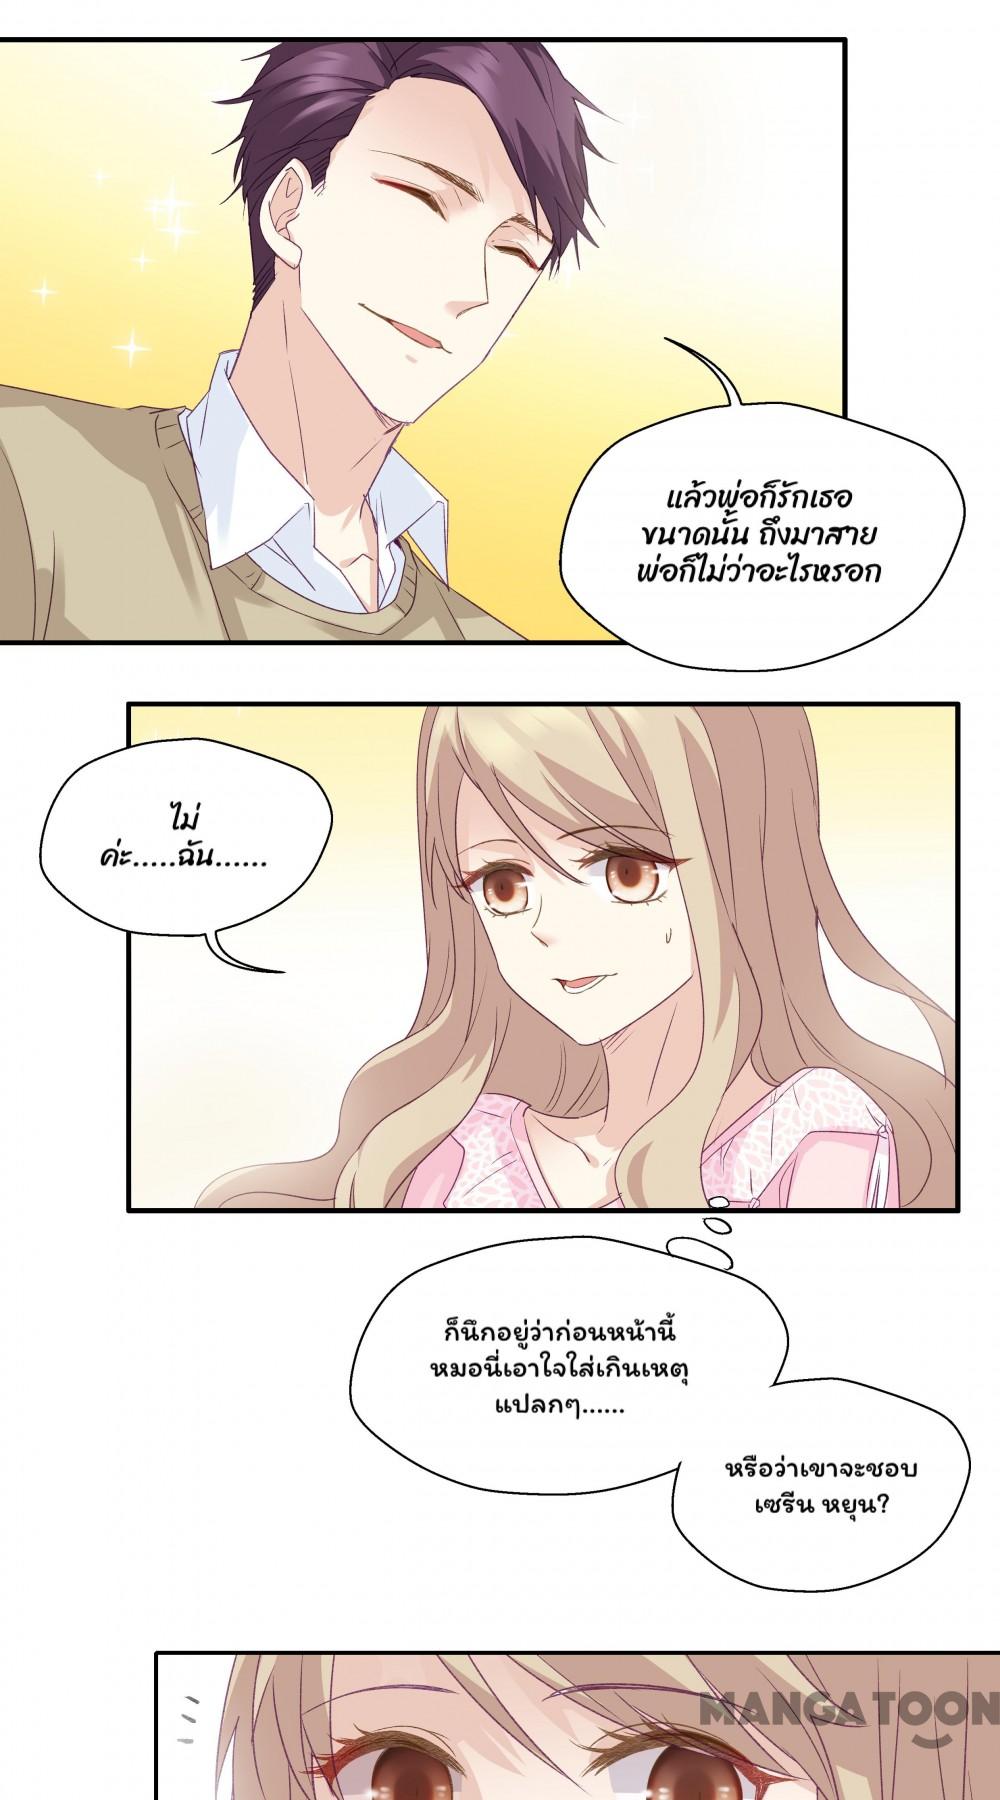 แล้วพ่อก็รักเธอ
ขนาดนั้น ถึงมาสาย
พ่อก็ไม่ว่าอะไรหรอก
ไม่
ค่ะ.....ฉัน......
ก็นึกอยู่ว่าก่อนหน้านี้
หมอนี่เอาใจใส่เกินเหตุ
แปลกๆ......
หรือว่าเขาจะชอบ
เซรีน หยุน?
MANGATOON